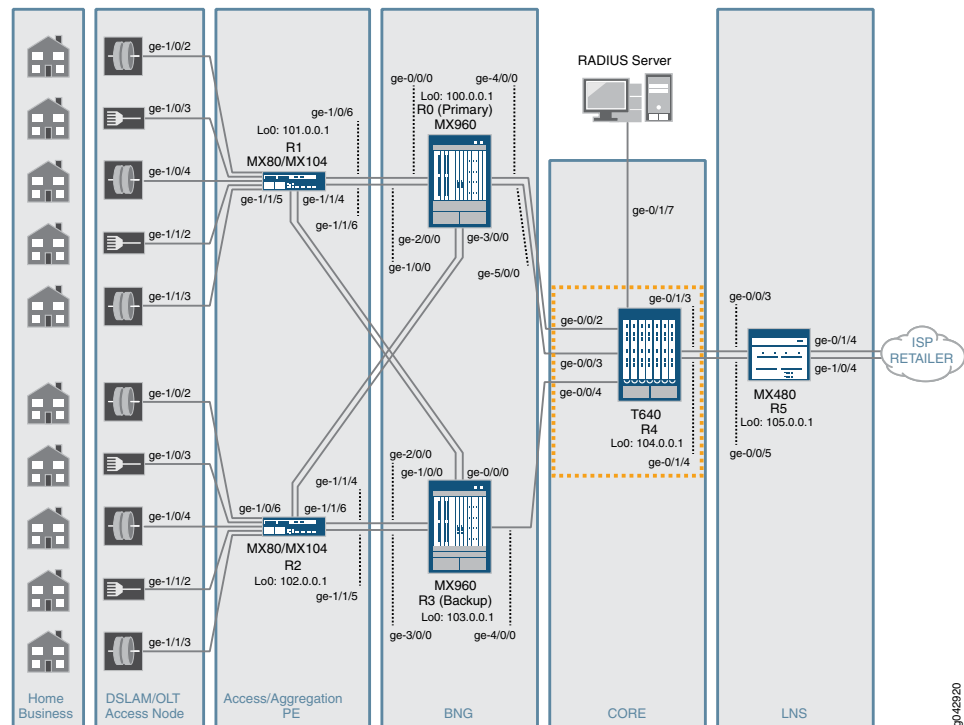 RADIUS Server
ge-1/0/2
ge-1/0/3
ge-1/0/4
ge-1/1/2
ge-1/1/3
Lo0: 101.0.0.1
R1
MX80/MX104
ge-1/0/6
ge-1/1/5
ge-1/1/4
ge-1/1/6
ge-0/0/0
ge-4/0/0
Lo0: 100.0.0.1
R0 (Primary)
MX960
ge-2/0/0
ge-1/0/0
ge-3/0/0
ge-5/0/0
ge-0/1/7
ge-0/0/2
ge-0/0/3
ge-0/0/4
ge-0/1/3
T640
R4
Lo0: 104.0.0.1
ge-0/1/4
ge-0/0/3
MX480
R5
Lo0: 105.0.0.1
ge-0/0/5
ge-0/1/4
ge-1/0/4
ISP
RETAILER
ge-1/0/2
ge-1/0/3
ge-1/0/4
ge-1/1/2
ge-1/1/3
ge-1/0/6
ge-1/1/4
ge-1/1/6
MX80/MX104
R2
Lo0: 102.0.0.1
ge-1/1/5
ge-2/0/0
ge-1/0/0
ge-0/0/0
MX960
R3 (Backup)
Lo0: 103.0.0.1
ge-3/0/0
ge-4/0/0
Home
Business
DSLAM/OLT
Access Node
Access/Aggregation
PE
BNG
CORE
LNS
g042920